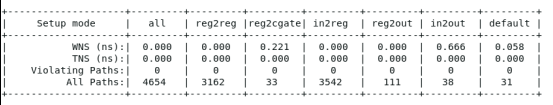 +--------------------+---------+---------+---------+---------+---------+---------+---------+
|     Setup mode     |   all   | reg2reg |reg2cgate| in2reg  | reg2out | in2out  | default |
+--------------------+---------+---------+---------+---------+---------+---------+---------+
|           WNS (ns):|  0.000  |  0.000  |  0.221  |  0.000  |  0.000  |  0.666  |  0.058  |
|           TNS (ns):|  0.000  |  0.000  |  0.000  |  0.000  |  0.000  |  0.000  |  0.000  |
|    Violating Paths:|    0    |    0    |    0    |    0    |    0    |    0    |    0    |
|          All Paths:|  4654   |  3162   |   33    |  3542   |   111   |   38    |   31    |
+--------------------+---------+---------+---------+---------+---------+---------+---------+